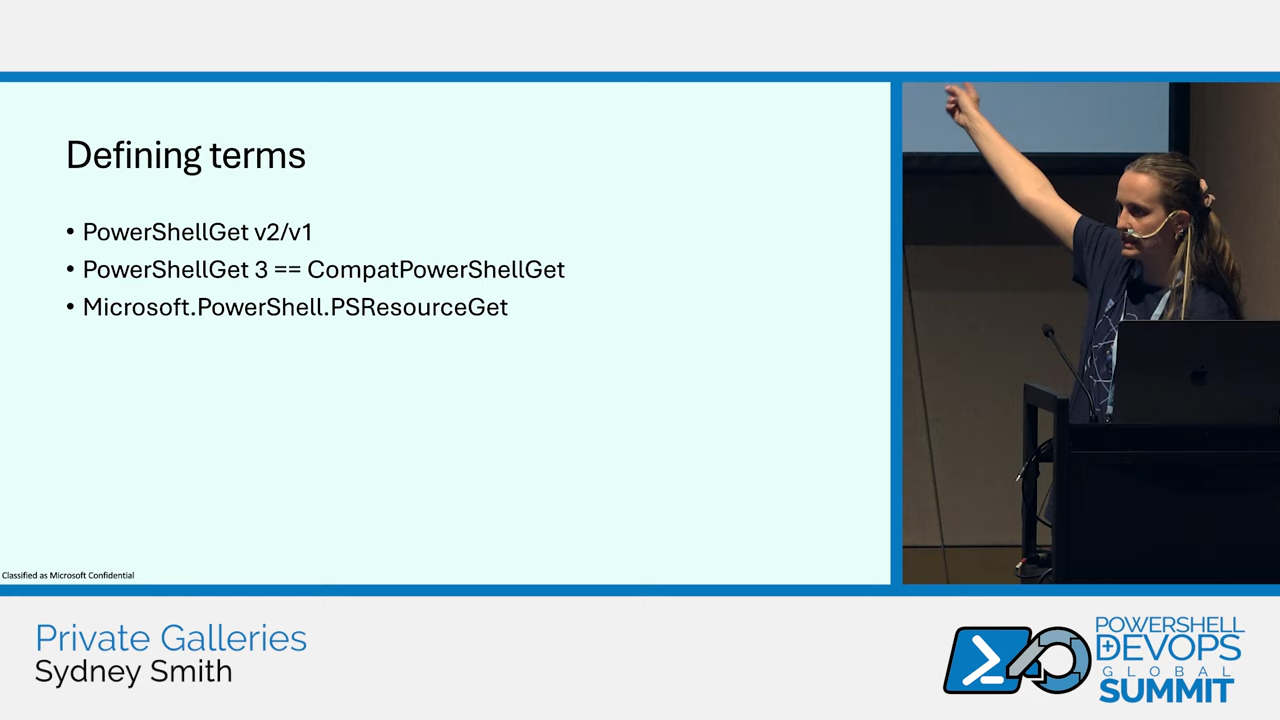 Defining terms
• PowerShellGet v2/v1
• PowerShellGet 3 == CompatPowerShellGet
• Microsoft.PowerShell.PSResourceGet
Classified as Microsoft Confidential
Private Galleries
Sydney Smith
POWERSHELL
+DEVOPS
GLOBAL
SUMMIT